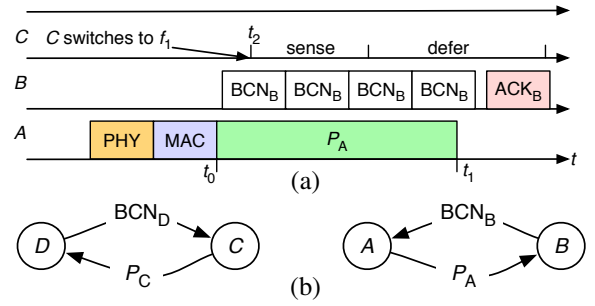 C C switches to f1 t2 sense defer
B BCNB BCNB BCNB BCNB ACKB
A PHY MAC PA t
t0 t1
(a)
BCND BCNB
D C A B
PC PA
(b)